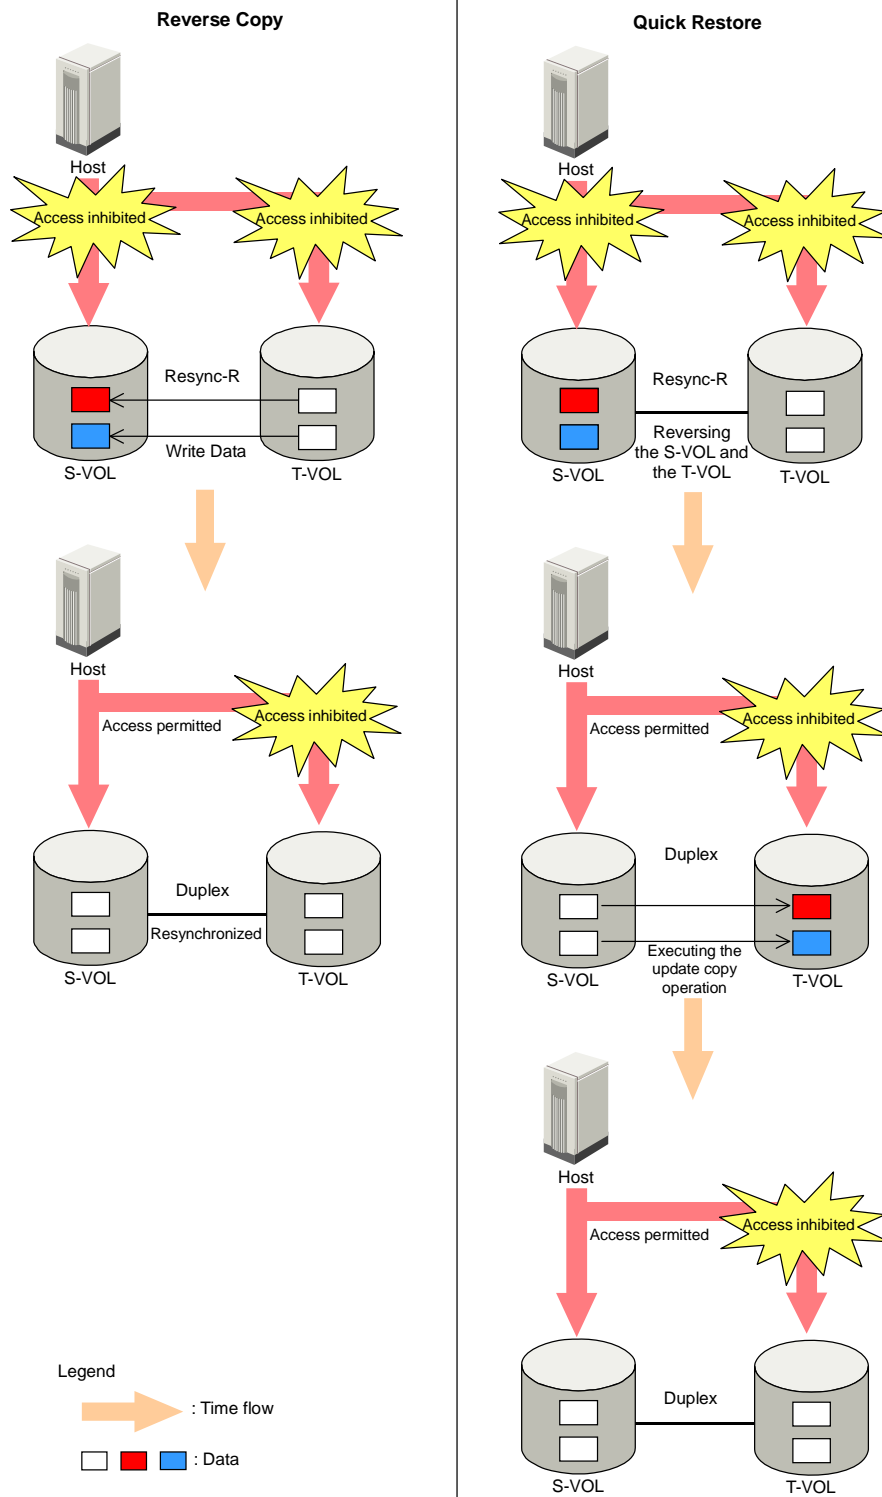 Reverse Copy
Host
Access inhibited
Access inhibited
Resync-R
Write Data
S-VOL
T-VOL
Host
Access permitted
Access inhibited
Duplex
Resynchronized
S-VOL
T-VOL
Legend
: Time flow
: Data
Quick Restore
Host
Access inhibited
Access inhibited
Resync-R
Reversing
the S-VOL and
the T-VOL
S-VOL
T-VOL
Host
Access permitted
Access inhibited
Duplex
Executing the
update copy
operation
S-VOL
T-VOL
Host
Access permitted
Access inhibited
Duplex
S-VOL
T-VOL